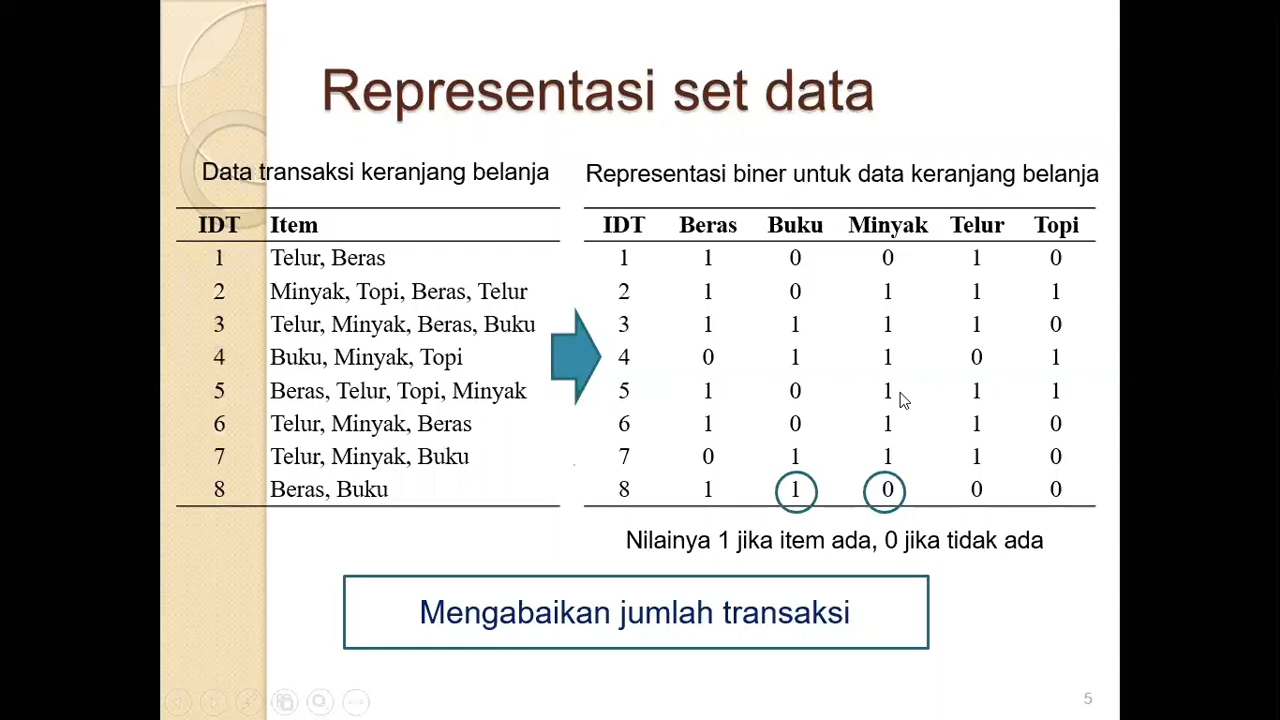 Representasi set data
Data transaksi keranjang belanja
IDT Item
1 Telur, Beras
2 Minyak, Topi, Beras, Telur
3 Telur, Minyak, Beras, Buku
4 Buku, Minyak, Topi
5 Beras, Telur, Topi, Minyak
6 Telur, Minyak, Beras
7 Telur, Minyak, Buku
8 Beras, Buku
Representasi biner untuk data keranjang belanja
IDT Beras Buku Minyak Telur Topi
1 1 0 0 1 0
2 1 0 1 1 1
3 1 1 1 1 0
4 0 1 1 0 1
5 1 0 1 1 1
6 1 0 1 1 0
7 0 1 1 1 0
8 1 1 0 0 0
Nilainya 1 jika item ada, 0 jika tidak ada
Mengabaikan jumlah transaksi
5